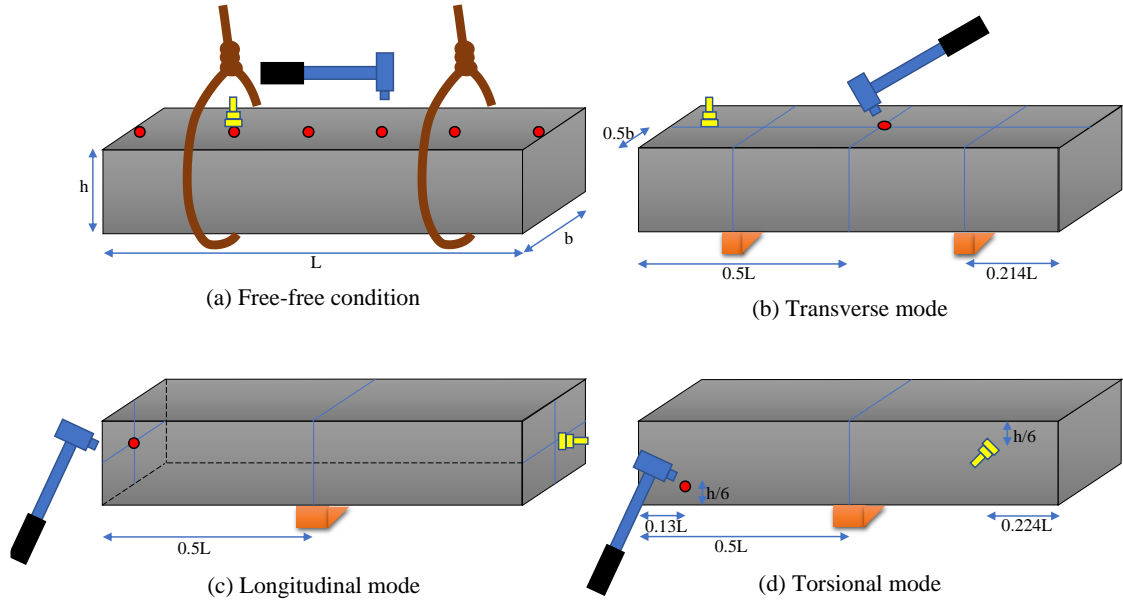 h
b
L
(a) Free-free condition
0.5b
0.5L
0.214L
(b) Transverse mode
0.5L
(c) Longitudinal mode
h/6
h/6
0.13L
0.224L
0.5L
(d) Torsional mode